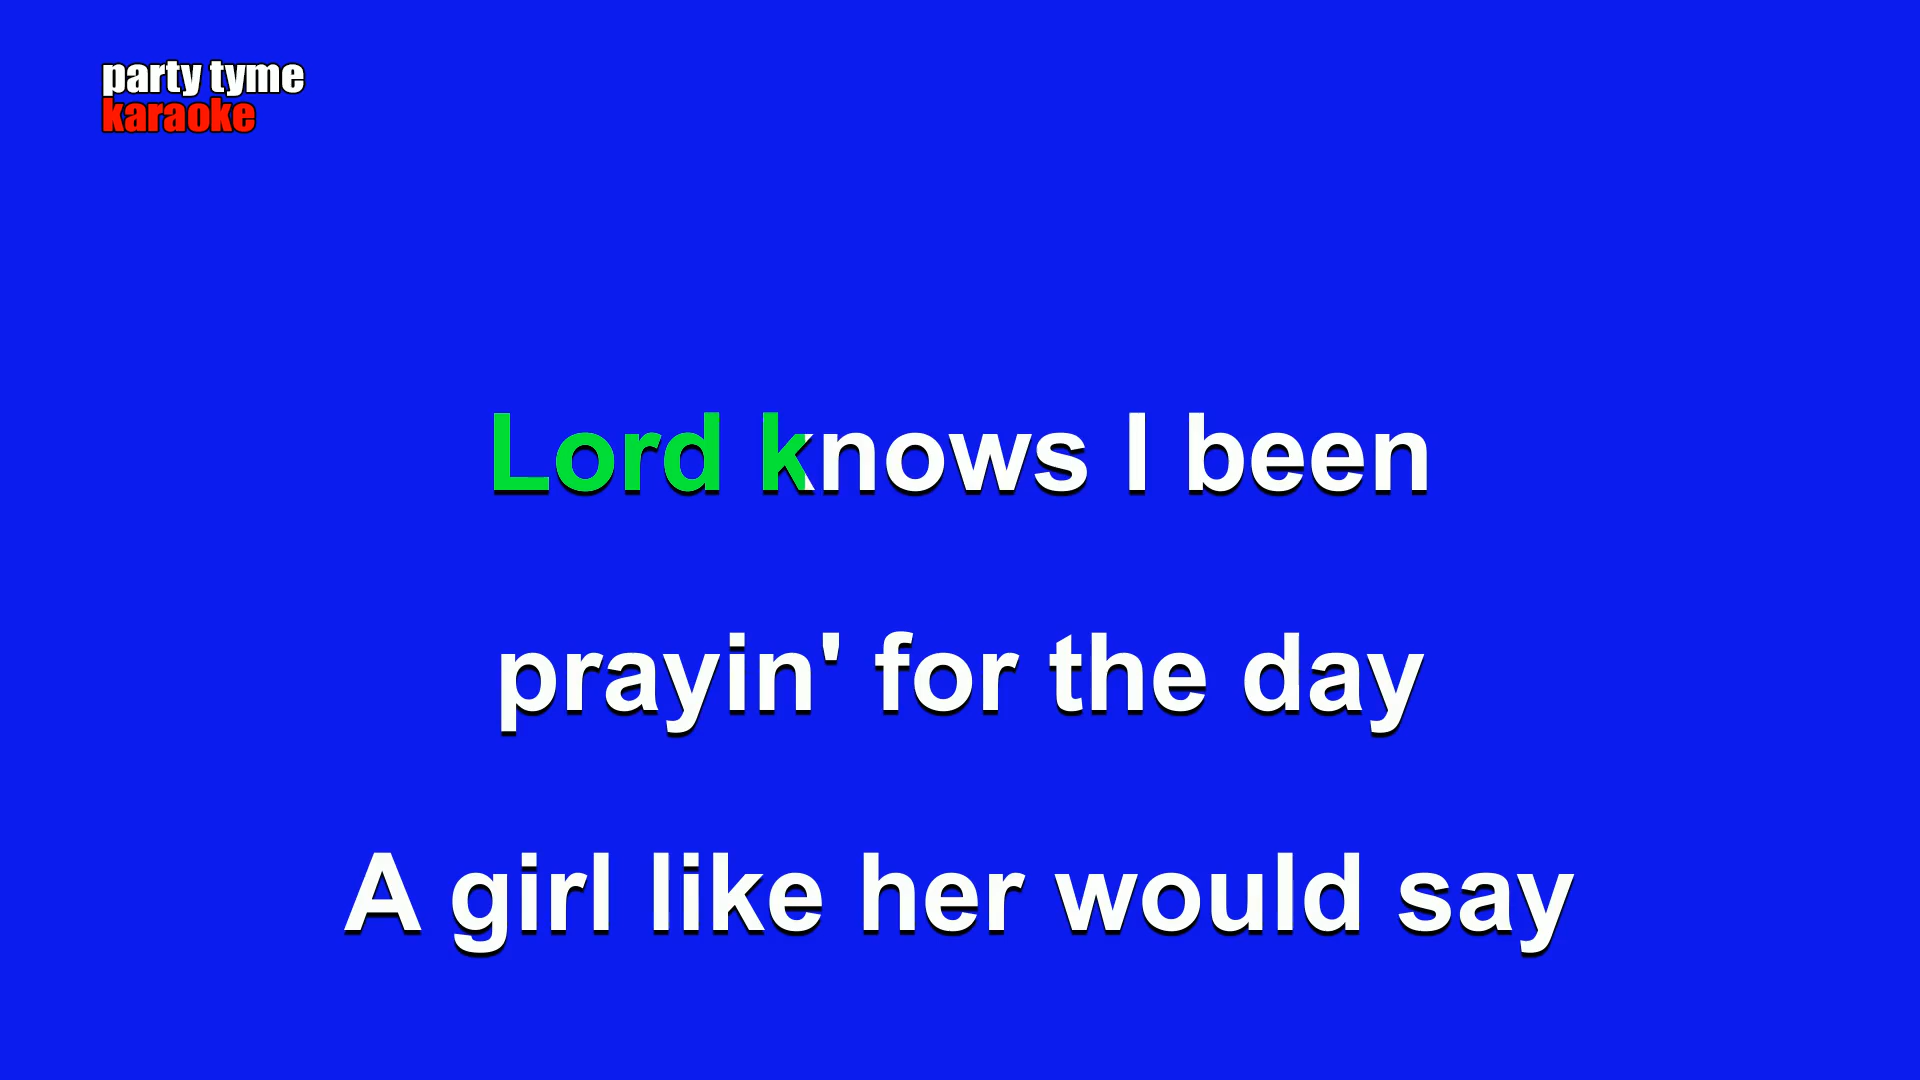 party tyme
karaoke
Lord knows I been
prayin' for the day
A girl like her would say